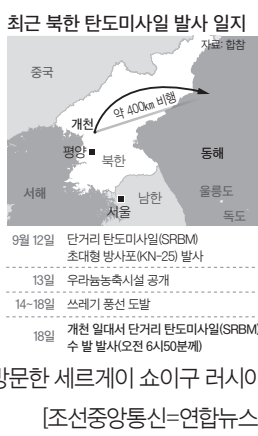 최근 북한 탄도미사일 발사 일지
자료: 합참
중국
약 400㎞ 비행
개천
평양
북한
동해
서해
남한
서울
울릉도
독도
9월 12일 단거리 탄도미사일(SRBM)
초대형 방사포(KN-25) 발사
13일 우라늄농축시설 공개
14~18일 쓰레기 풍선 도발
18일 개천 일대서 단거리 탄도미사일(SRBM)
수 발 발사(오전 6시50분께)
방문한 세르게이 쇼이구 러시아
[조선중앙통신=연합뉴스